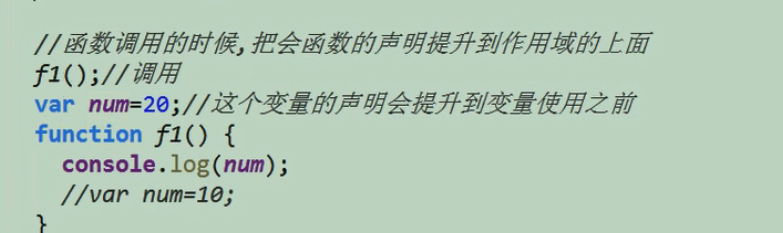 //函数调用的时候,把会函数的声明提升到作用域的上面
f1();//调用
var num=20;//这个变量的声明会提升到变量使用之前
function f1() {
  console.log(num);
  //var num=10;
}